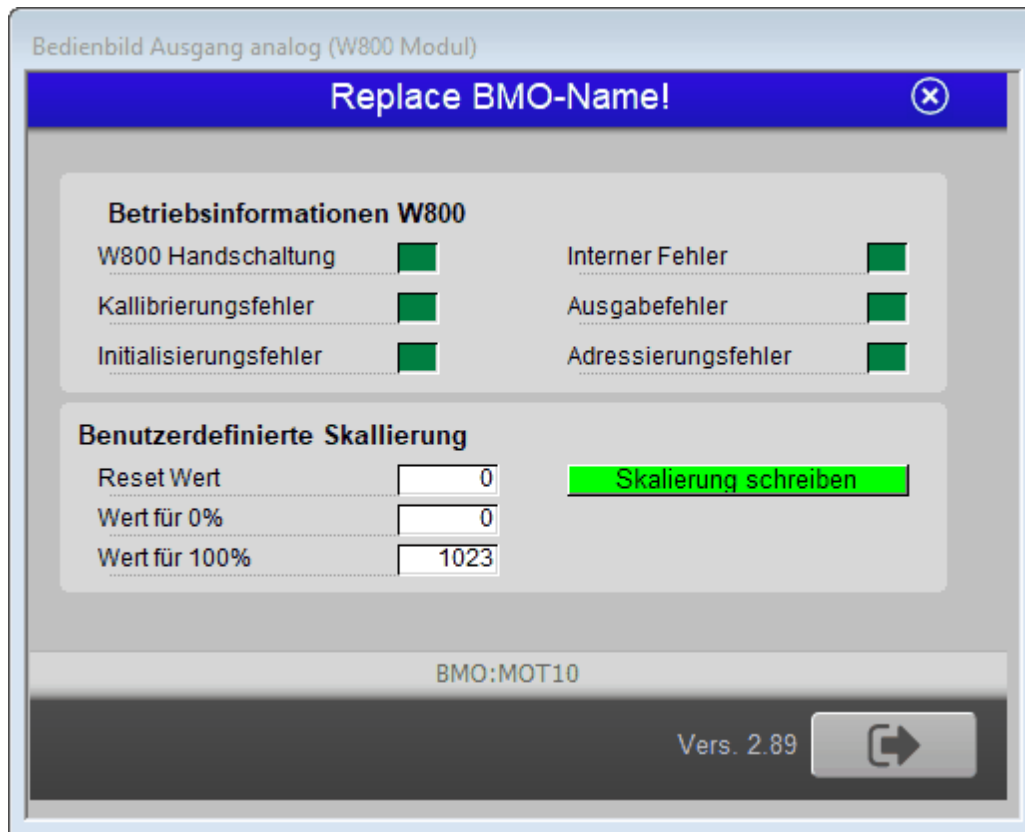 Bedienbild Ausgang analog (W800 Modul)
Replace BMO-Name!
Betriebsinformationen W800
W800 Handschaltung
Interner Fehler
Kallibrierungsfehler
Ausgabefehler
Initialisierungsfehler
Adressierungsfehler
Benutzerdefinierte Skallierung
Reset Wert 0 Skalierung schreiben
Wert für 0% 0
Wert für 100% 1023
BMO:MOT10
Vers. 2.89